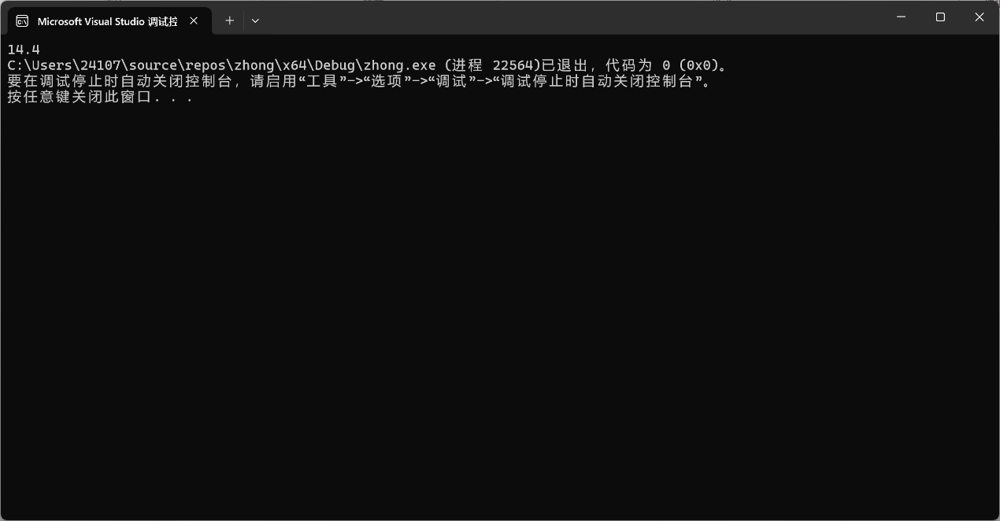 Microsoft Visual Studio 调试控
14.4
C:\Users\24107\source\repos\zhong\x64\Debug\zhong.exe (进程 22564)已退出，代码为 0 (0x0)。
要在调试停止时自动关闭控制台，请启用“工具”->“选项”->“调试”->“调试停止时自动关闭控制台”。
按任意键关闭此窗口. . .